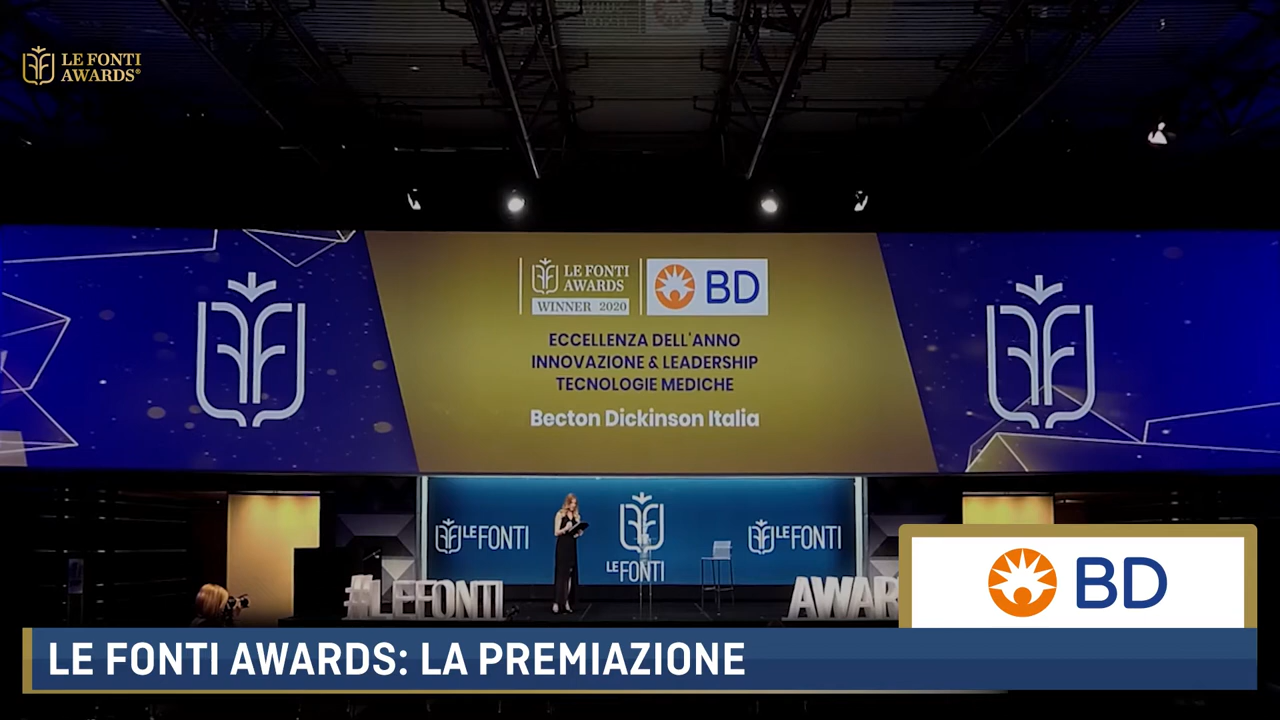 LE FONTI
AWARDS®
LE FONTI
AWARDS
WINNER 2020
BD
ECCELLENZA DELL'ANNO
INNOVAZIONE & LEADERSHIP
TECNOLOGIE MEDICHE
Becton Dickinson Italia
LE FONTI
LE FONTI
LE FONTI
#LEFONTI
AWAR
BD
LE FONTI AWARDS: LA PREMIAZIONE